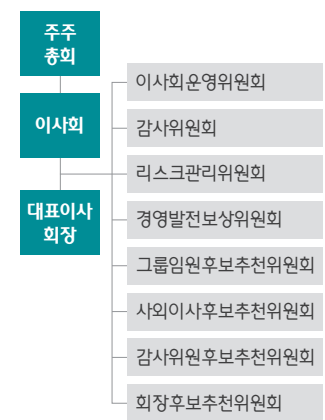 주주
총회
이사회
대표이사
회장
이사회운영위원회
감사위원회
리스크관리위원회
경영발전보상위원회
그룹임원후보추천위원회
사외이사후보추천위원회
감사위원후보추천위원회
회장후보추천위원회